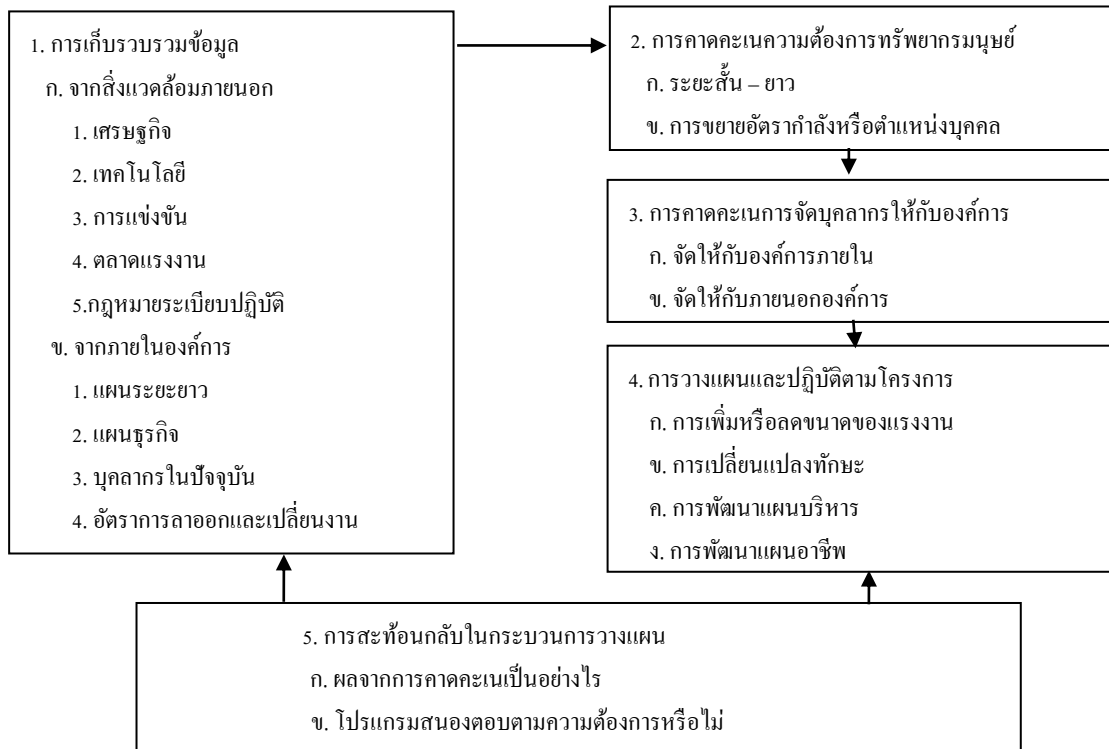 1. การเก็บรวบรวมข้อมูล
ก. จากสิ่งแวดล้อมภายนอก
1. เศรษฐกิจ
2. เทคโนโลยี
3. การแข่งขัน
4. ตลาดแรงงาน
5.กฎหมายระเบียบปฏิบัติ
ข. จากภายในองค์การ
1. แผนระยะยาว
2. แผนธุรกิจ
3. บุคลากรในปัจจุบัน
4. อัตราการลาออกและเปลี่ยนงาน
2. การคาดคะเนความต้องการทรัพยากรมนุษย์
ก. ระยะสั้น – ยาว
ข. การขยายอัตรากำลังหรือตำแหน่งบุคคล
3. การคาดคะเนการจัดบุคลากรให้กับองค์การ
ก. จัดให้กับองค์การภายใน
ข. จัดให้กับภายนอกองค์การ
4. การวางแผนและปฏิบัติตามโครงการ
ก. การเพิ่มหรือลดขนาดของแรงงาน
ข. การเปลี่ยนแปลงทักษะ
ค. การพัฒนาแผนบริหาร
ง. การพัฒนาแผนอาชีพ
5. การสะท้อนกลับในกระบวนการวางแผน
ก. ผลจากการคาดคะเนเป็นอย่างไร
ข. โปรแกรมสนองตอบตามความต้องการหรือไม่